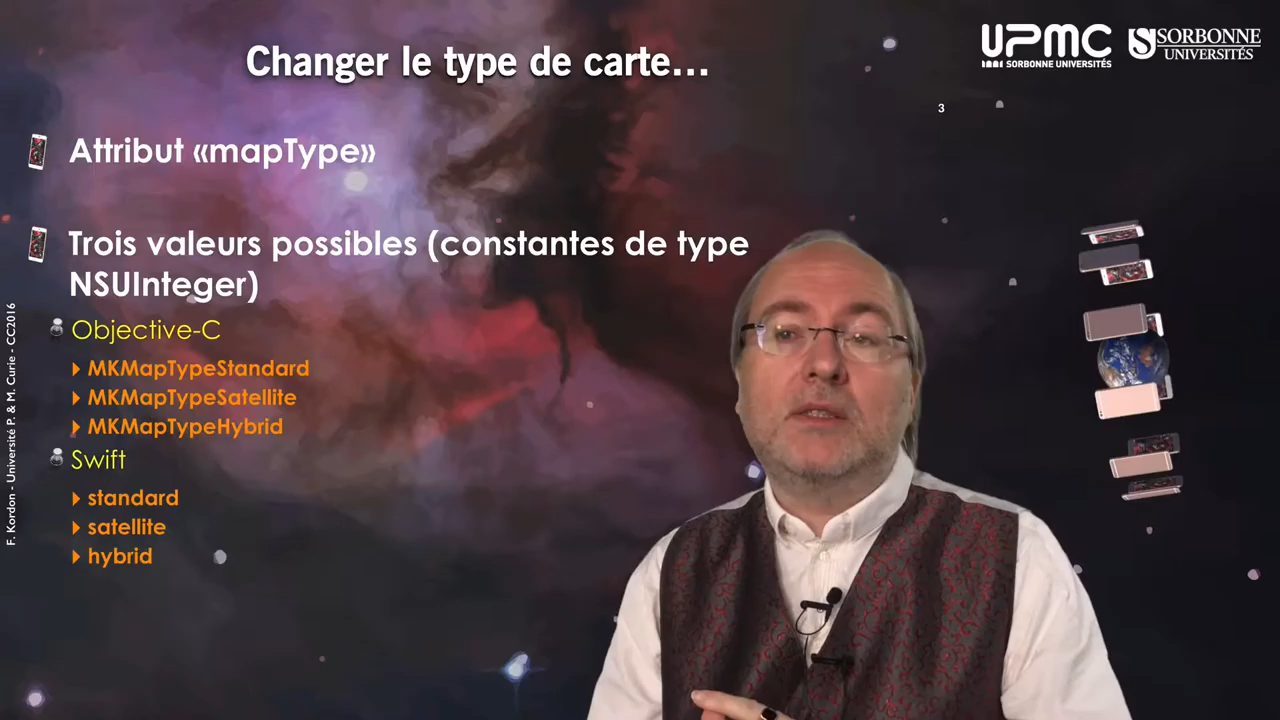 Changer le type de carte...
UPMC
SORBONNE UNIVERSITÉS
SORBONNE
UNIVERSITÉS
3
Attribut «mapType»
Trois valeurs possibles (constantes de type
NSUInteger)
Objective-C
MKMapTypeStandard
MKMapTypeSatellite
MKMapTypeHybrid
Swift
standard
satellite
hybrid
F. Kordon - Université P. & M. Curie - CC2016